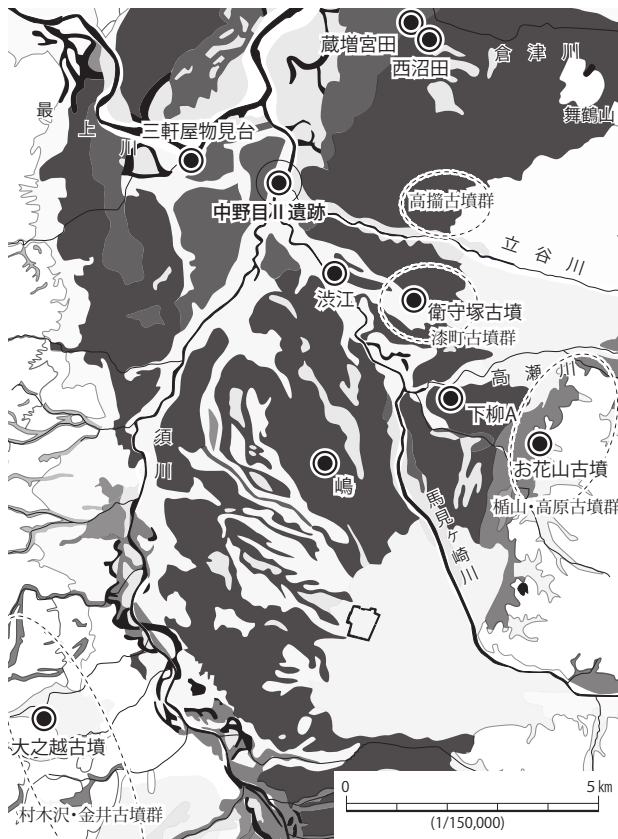 蔵増宮田
西沼田
倉津川
舞鶴山
最上川
三軒屋物見台
中野目Ⅱ遺跡
高擶古墳群
立谷川
渋江
衛守塚古墳
漆町古墳群
高瀬川
下柳A
須川
嶋
お花山古墳
楯山・高原古墳群
馬見ヶ崎川
大之越古墳
村木沢・金井古墳群
0 5㎞
(1/150,000)